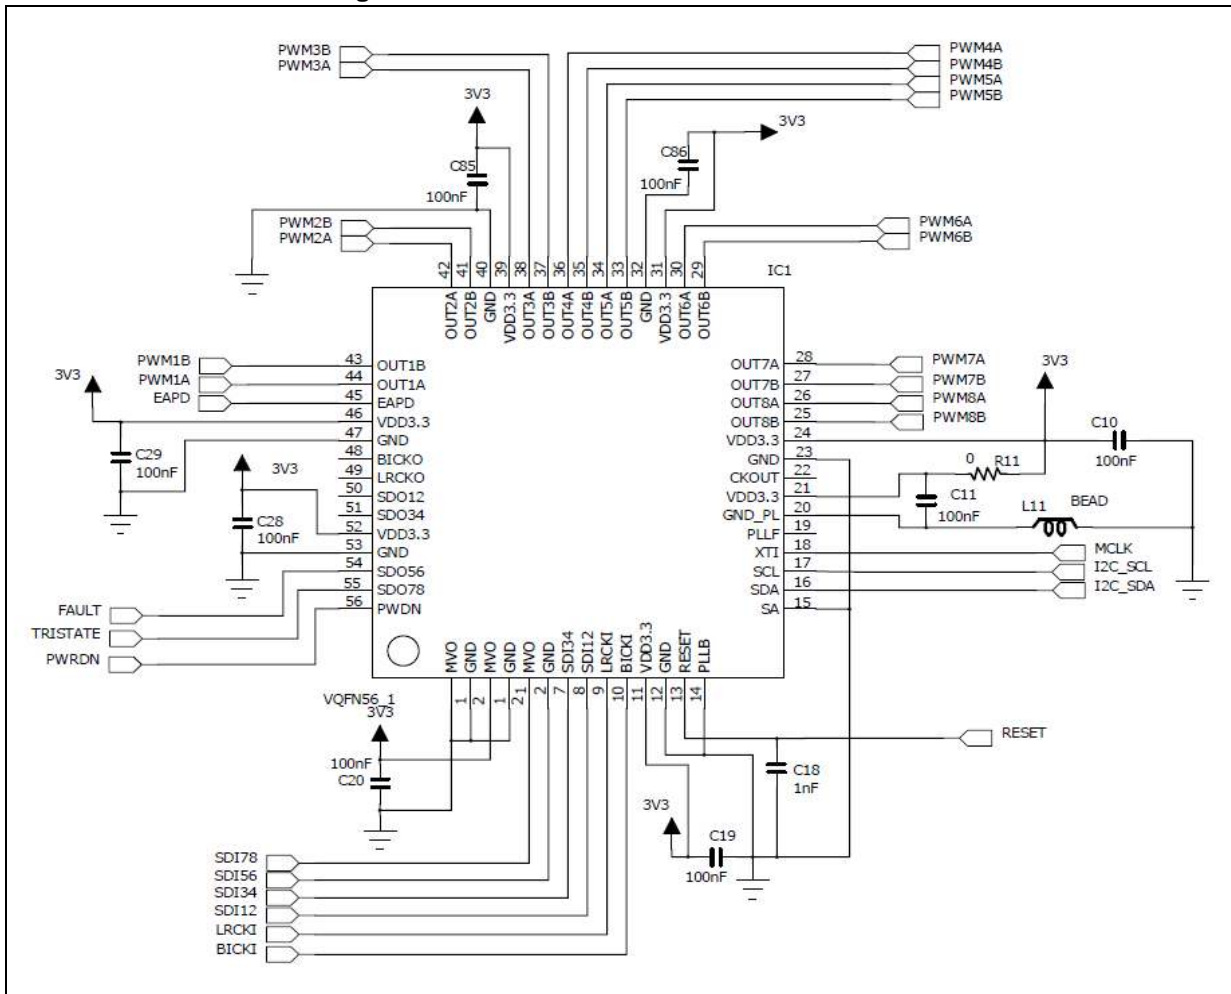 PWM3B
PWM3A
PWM4A
PWM4B
PWM5A
PWM5B
3V3
3V3
C85
100nF
C86
100nF
PWM2B
PWM2A
PWM6A
PWM6B
42 41 40 39 38 37 36 35 34 33 32 31 30 29
IC1
OUT2A OUT2B GND VDD3.3 OUT3A OUT3B OUT4A OUT4B OUT5A OUT5B GND VDD3.3 OUT6A OUT6B
PWM1B 43 OUT1B
PWM1A 44 OUT1A
EAPD 45 EAPD
3V3
46 VDD3.3
47 GND
C29
100nF
48 BICKO
49 LRCKO
3V3
50 SDO12
51 SDO34
C28
100nF
52 VDD3.3
53 GND
54 SDO56
55 SDO78
56 PWDN
FAULT
TRISTATE
PWRDN
OUT7A 28 PWM7A
OUT7B 27 PWM7B
OUT8A 26 PWM8A
OUT8B 25 PWM8B
3V3
VDD3.3 24
C10
100nF
GND 23
CKOUT 22
0 R11
VDD3.3 21
C11
100nF
GND_PL 20
L11 BEAD
PLLF 19
XTI 18 MCLK
SCL 17 I2C_SCL
SDA 16 I2C_SDA
SA 15
MVO GND MVO GND MVO GND SDI34 SDI12 LRCKI BICKI VDD3.3 GND RESET PLLB
1 2 1 2 1 2 7 8 9 10 11 12 13 14
VQFN56_1
3V3
100nF
C20
RESET
C18
1nF
3V3
C19
100nF
SDI78
SDI56
SDI34
SDI12
LRCKI
BICKI